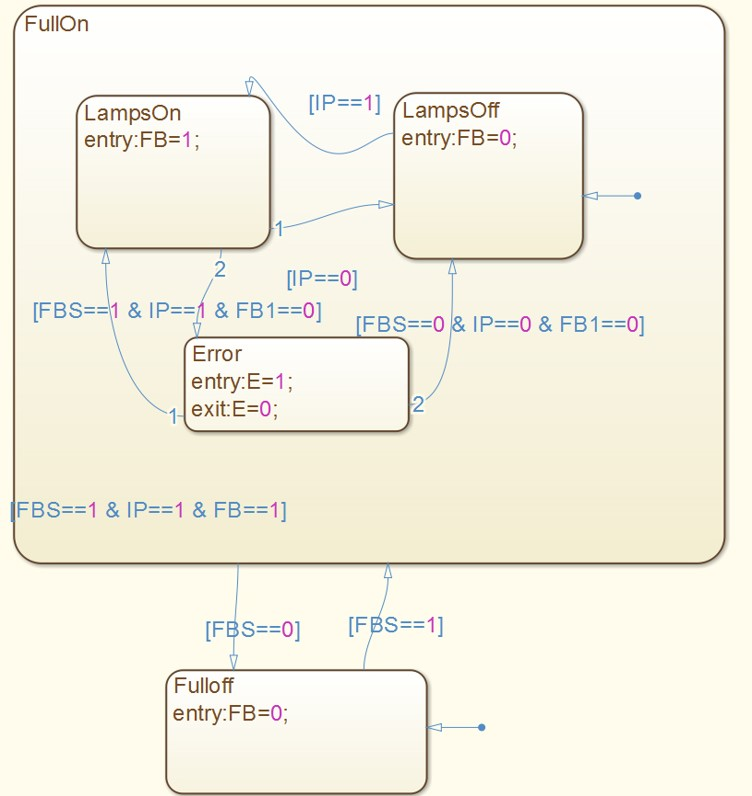 FullOn
LampsOn
entry:FB=1;
[IP==1]
LampsOff
entry:FB=0;
1
2
[IP==0]
[FBS==1 & IP==1 & FB1==0]
[FBS==0 & IP==0 & FB1==0]
Error
entry:E=1;
exit:E=0;
1
2
[FBS==1 & IP==1 & FB==1]
[FBS==0]
[FBS==1]
Fulloff
entry:FB=0;